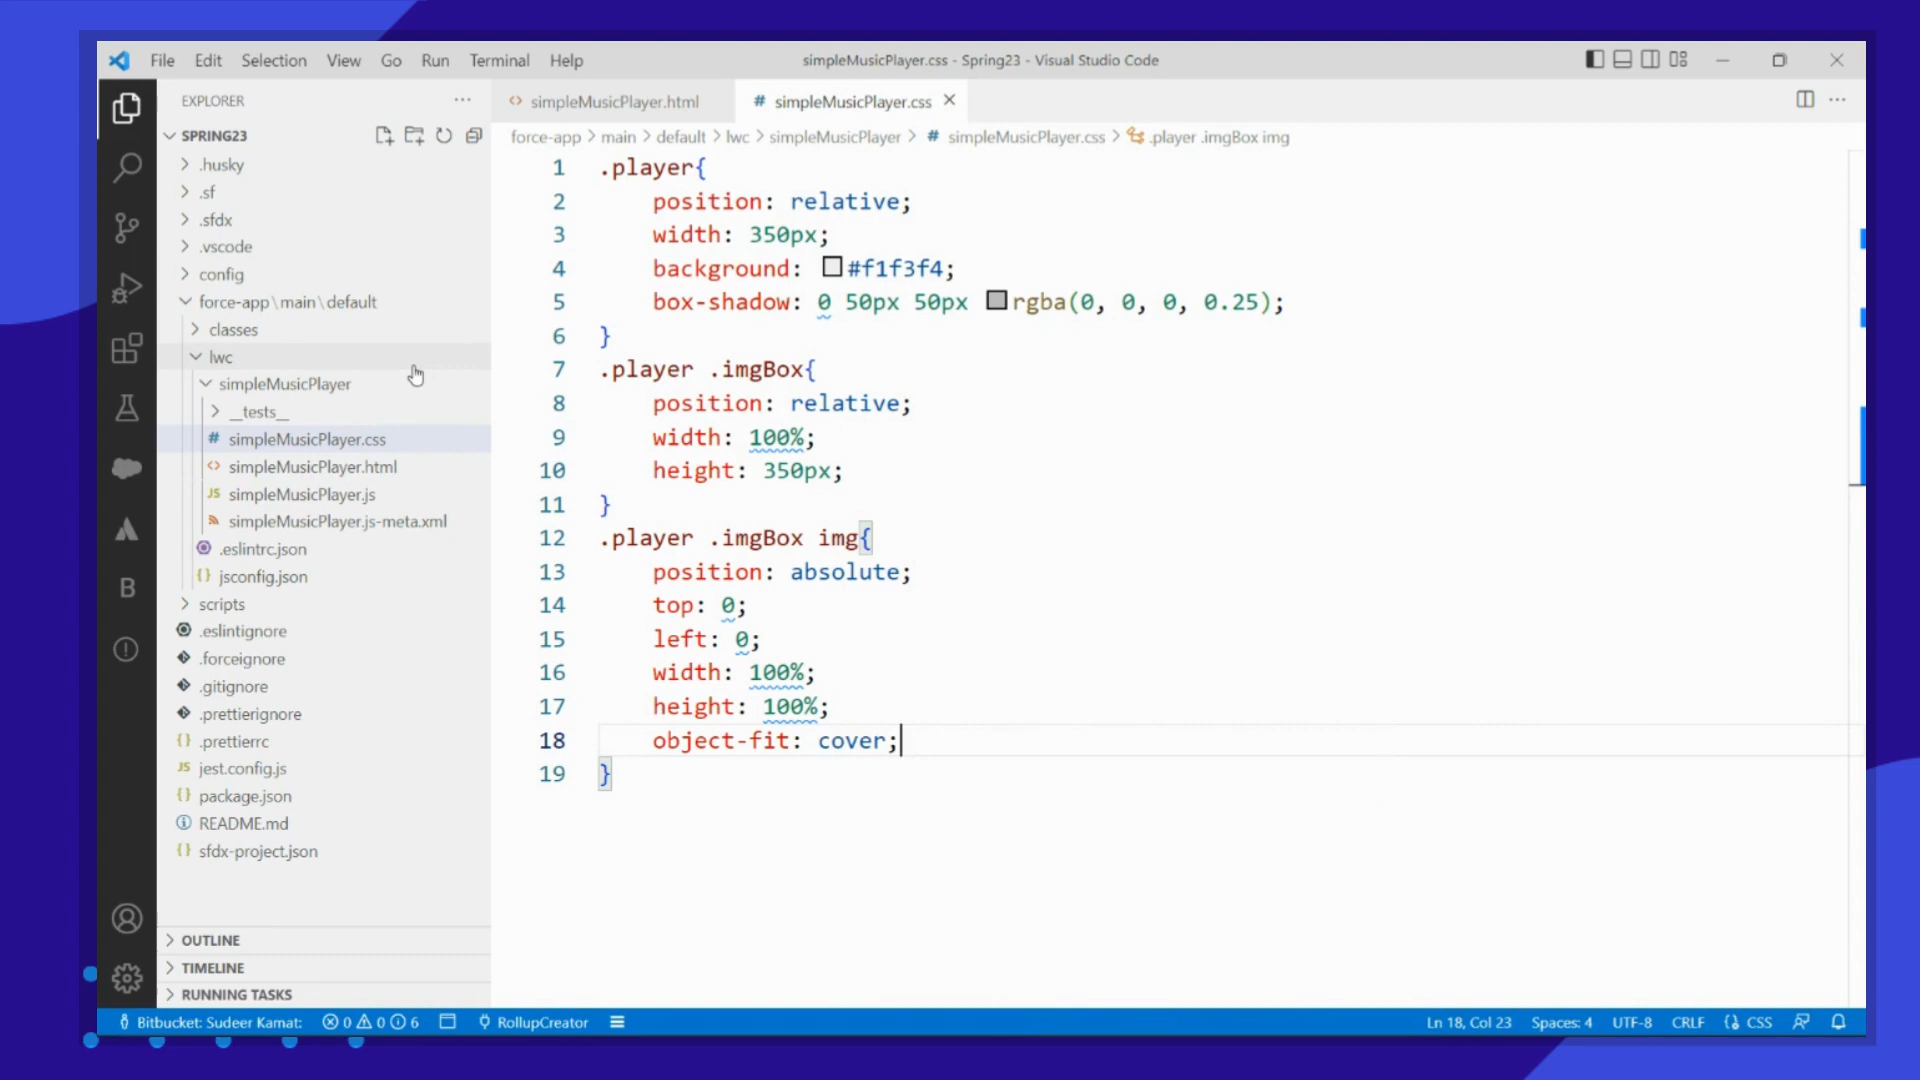 File Edit Selection View Go Run Terminal Help
simpleMusicPlayer.css - Spring23 - Visual Studio Code
EXPLORER
SPRING23
.husky
.sf
.sfdx
.vscode
config
force-app\main\default
classes
lwc
simpleMusicPlayer
__tests__
# simpleMusicPlayer.css
<> simpleMusicPlayer.html
JS simpleMusicPlayer.js
simpleMusicPlayer.js-meta.xml
.eslintrc.json
{} jsconfig.json
scripts
.eslintignore
.forceignore
.gitignore
.prettierignore
{} .prettierrc
JS jest.config.js
{} package.json
README.md
{} sfdx-project.json
OUTLINE
TIMELINE
RUNNING TASKS
B
<> simpleMusicPlayer.html
# simpleMusicPlayer.css
force-app > main > default > lwc > simpleMusicPlayer > # simpleMusicPlayer.css > .player .imgBox img
1 .player{
2 position: relative;
3 width: 350px;
4 background: #f1f3f4;
5 box-shadow: 0 50px 50px rgba(0, 0, 0, 0.25);
6 }
7 .player .imgBox{
8 position: relative;
9 width: 100%;
10 height: 350px;
11 }
12 .player .imgBox img{
13 position: absolute;
14 top: 0;
15 left: 0;
16 width: 100%;
17 height: 100%;
18 object-fit: cover;
19 }
Bitbucket: Sudeer Kamat: 0 0 6 RollupCreator
Ln 18, Col 23 Spaces: 4 UTF-8 CRLF CSS